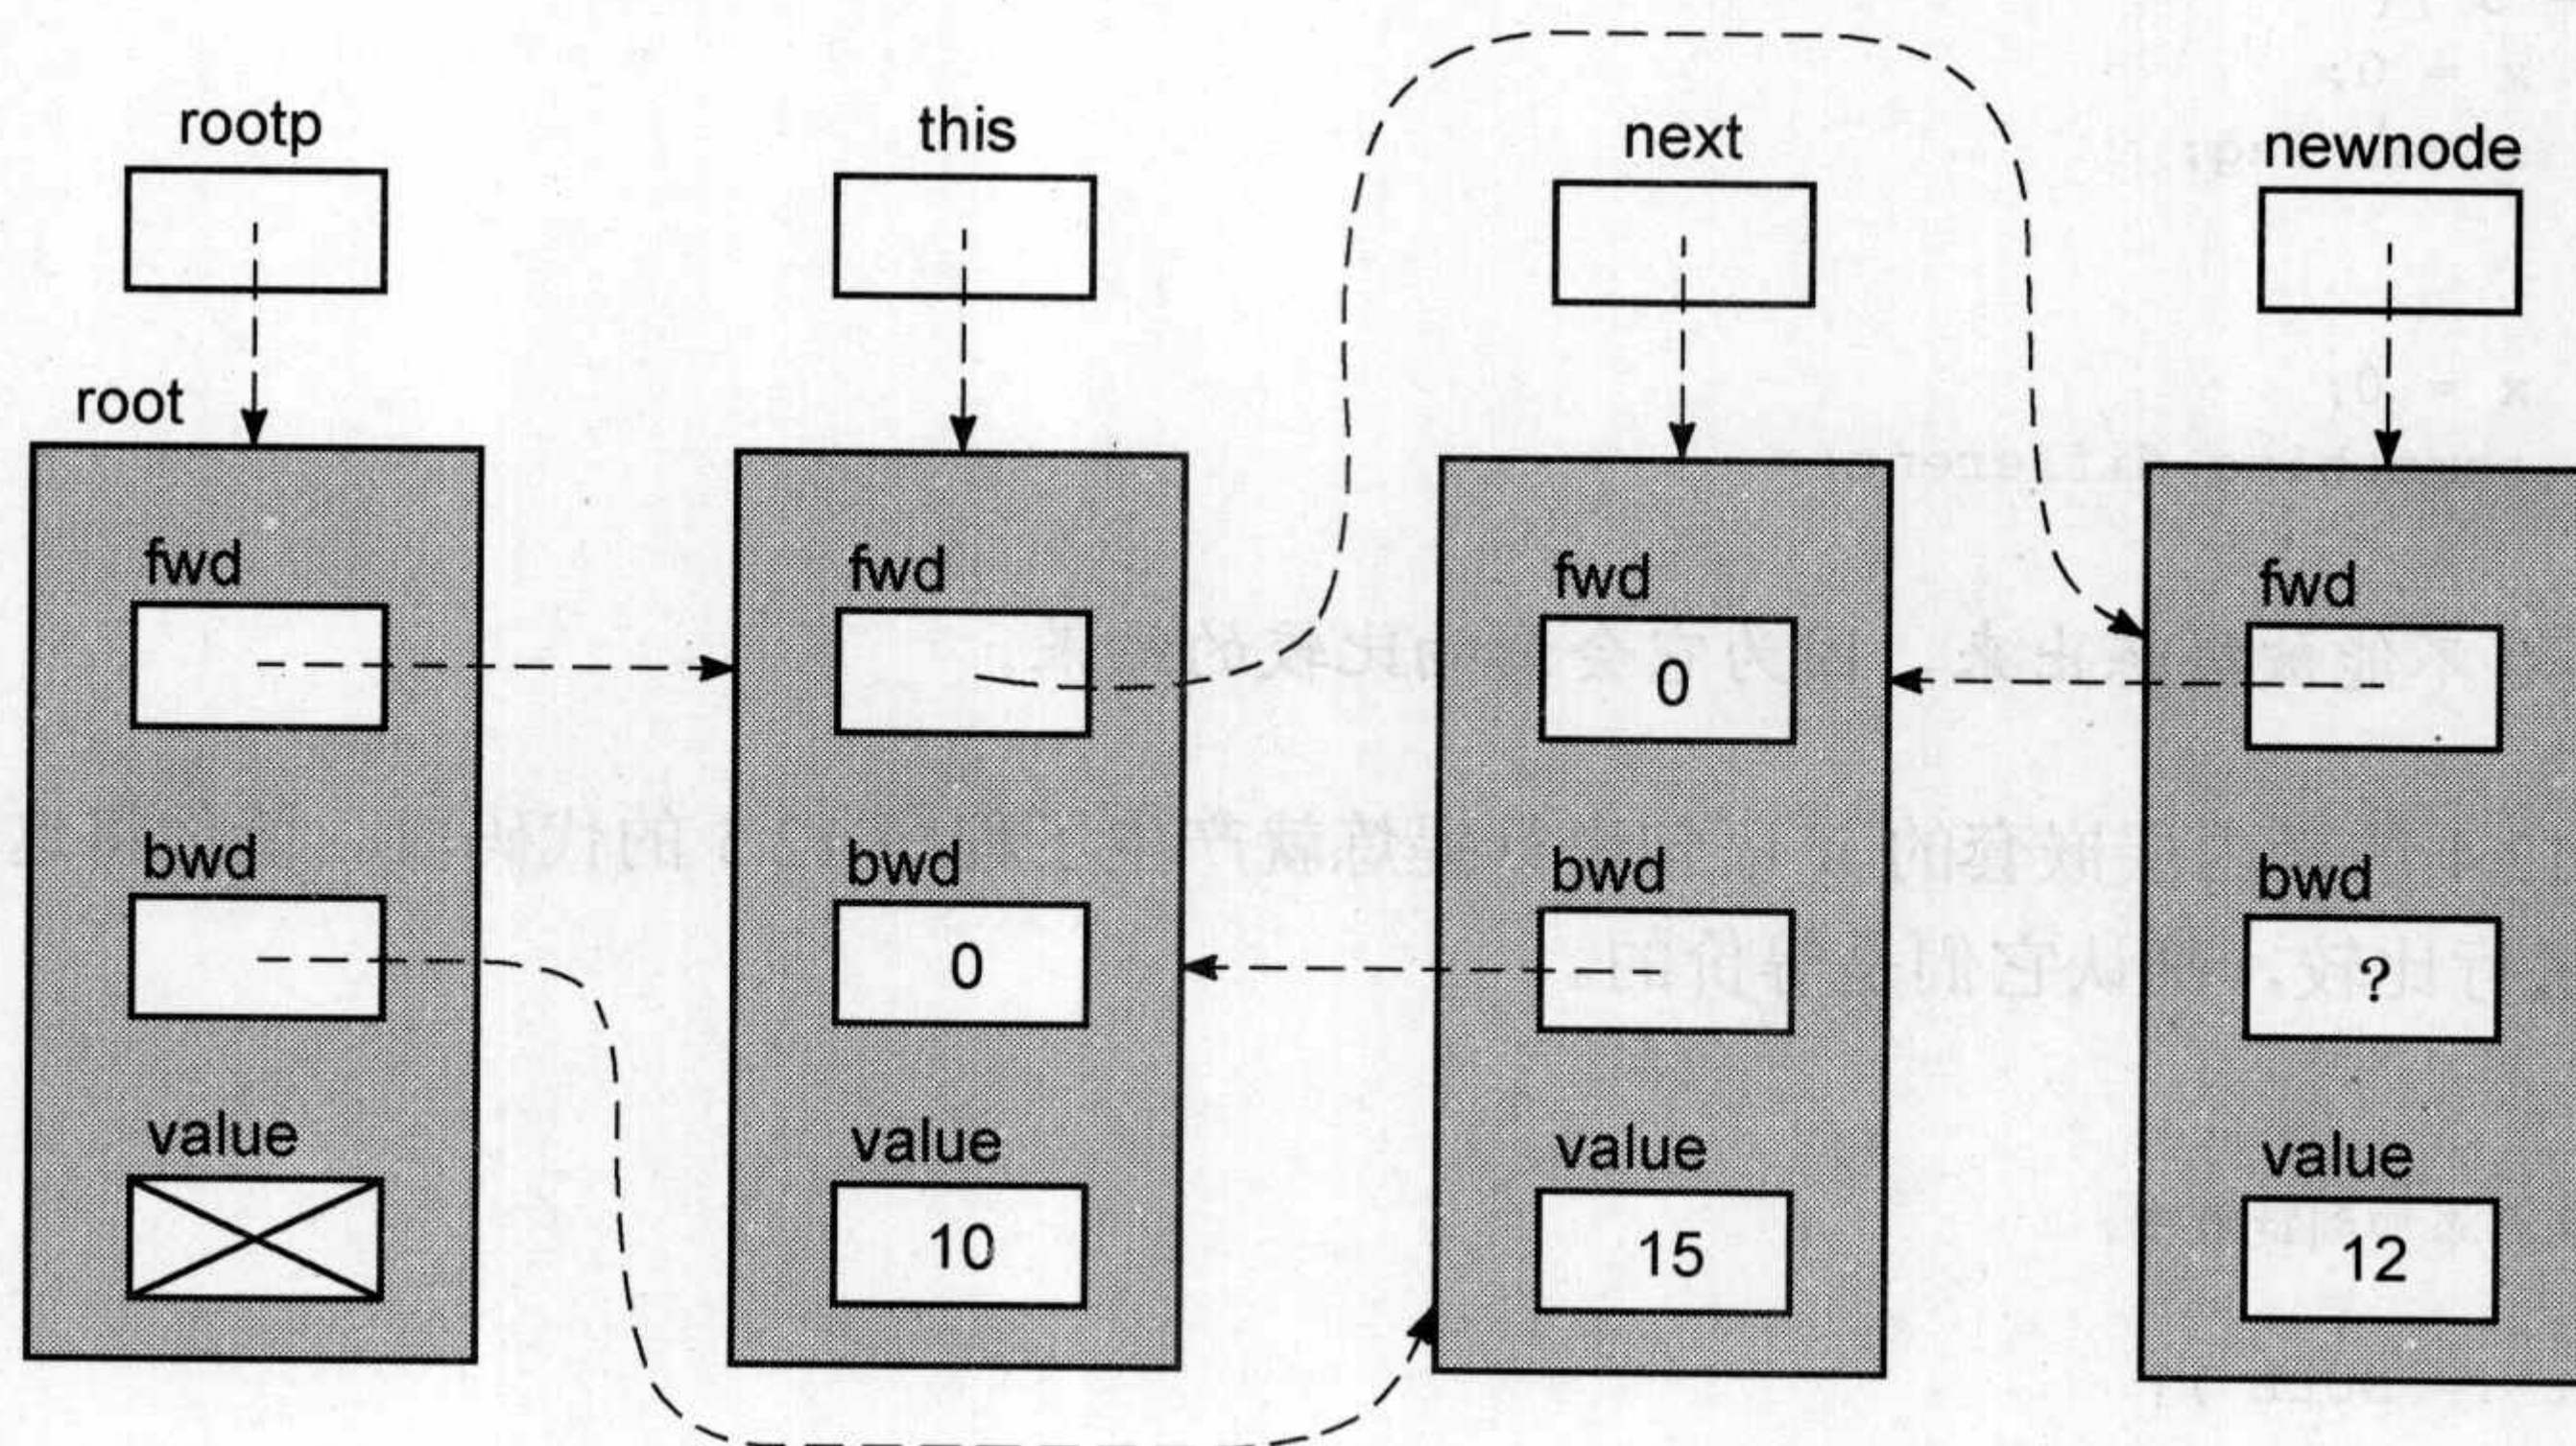 rootp
this
next
newnode
root
fwd
fwd
fwd
fwd
0
bwd
bwd
bwd
bwd
0
?
value
value
value
value
10
15
12